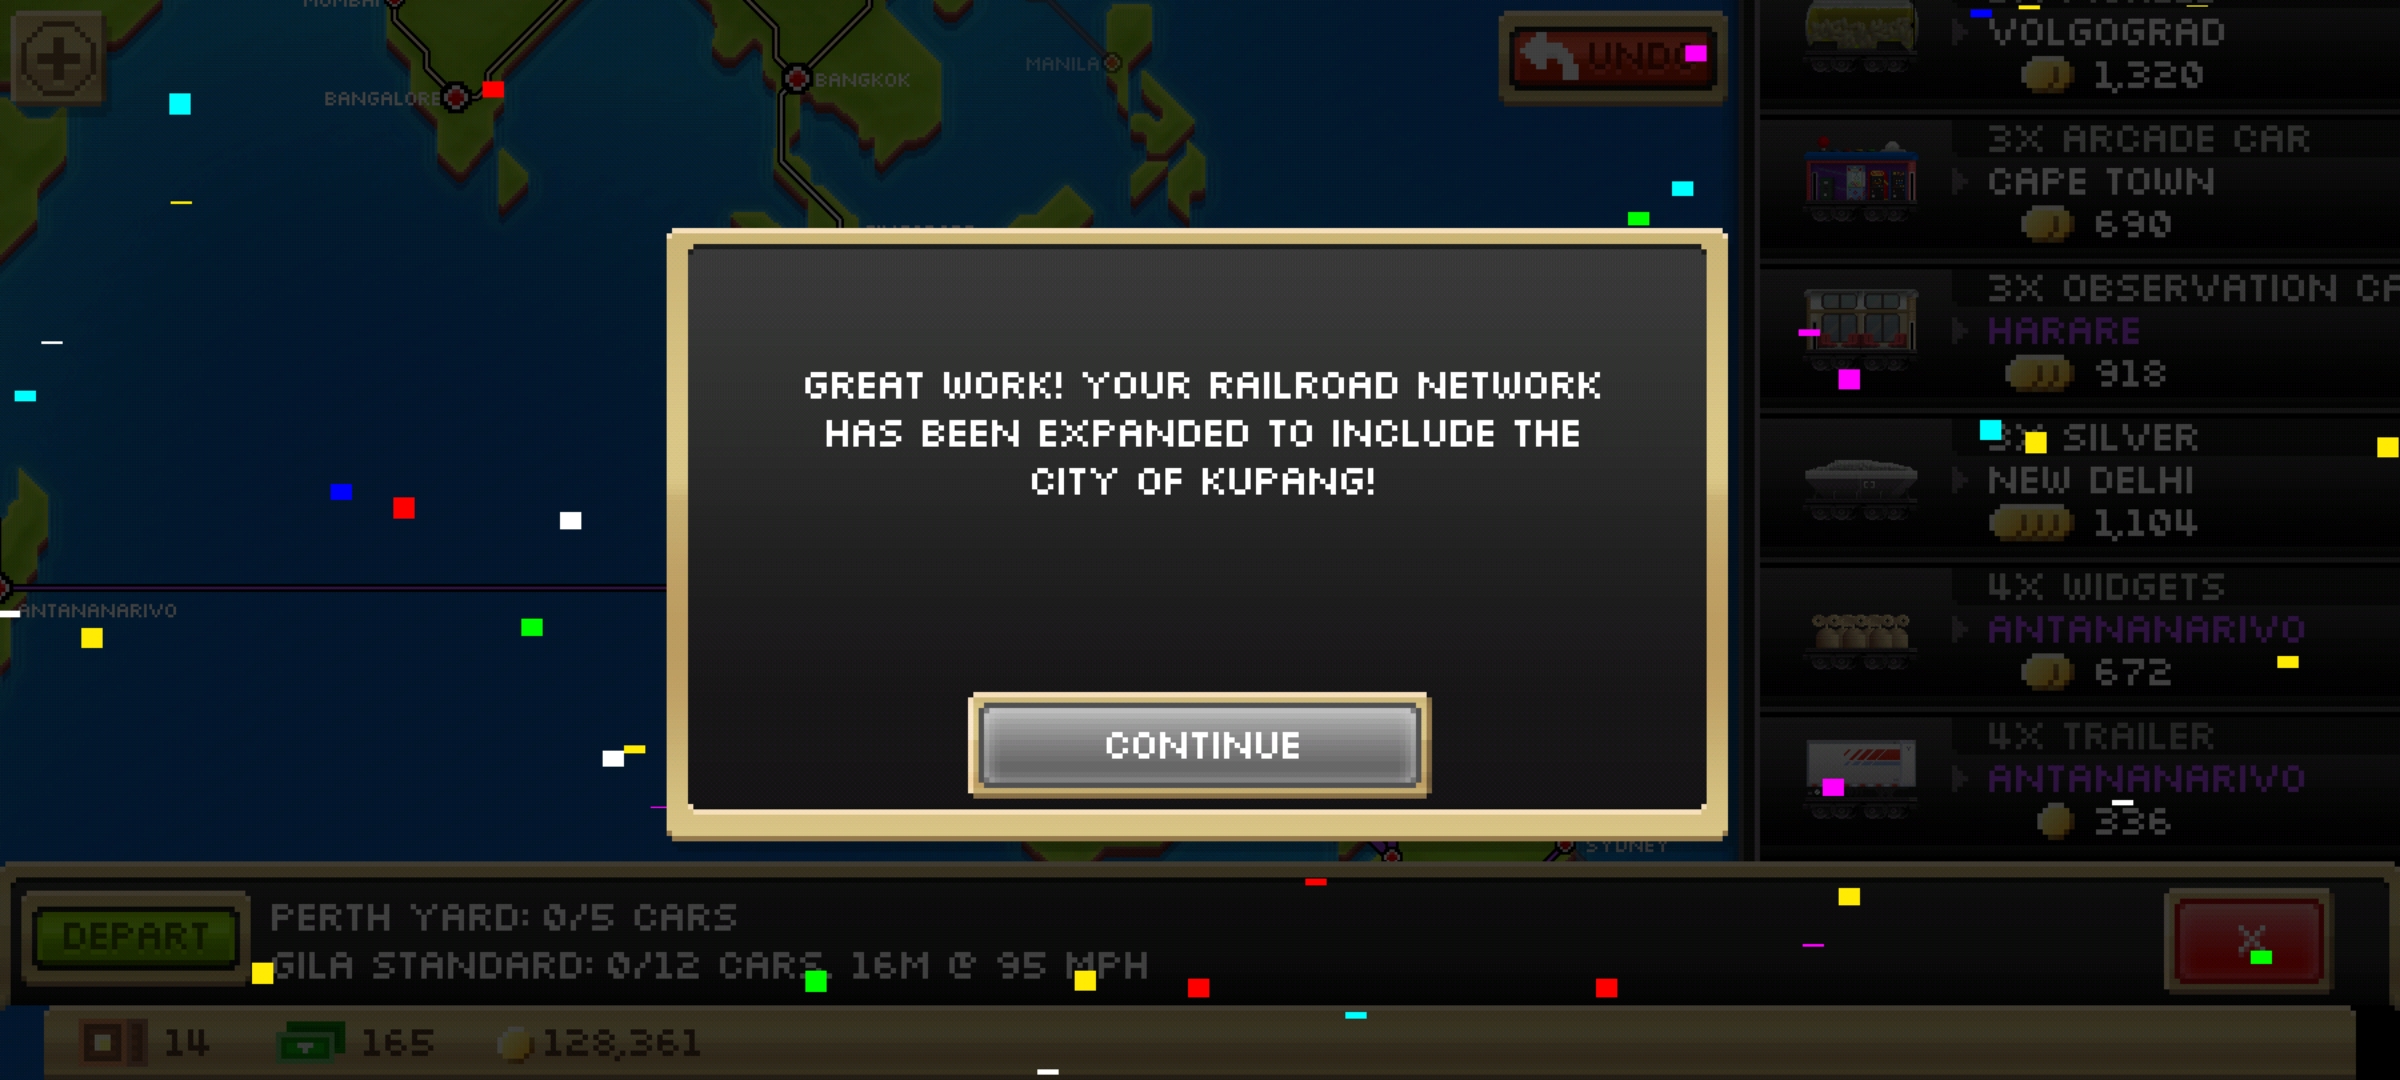 BANGALORE
BANGKOK
MANILA
UNDO
VOLGOGRAD
1,320
3X ARCADE CAR
CAPE TOWN
690
3X OBSERVATION CA
HARARE
918
3X SILVER
NEW DELHI
1,104
4X WIDGETS
ANTANANARIVO
672
4X TRAILER
ANTANANARIVO
336
GREAT WORK! YOUR RAILROAD NETWORK
HAS BEEN EXPANDED TO INCLUDE THE
CITY OF KUPANG!
CONTINUE
ANTANANARIVO
SYDNEY
DEPART
PERTH YARD: 0/5 CARS
GILA STANDARD: 0/12 CARS, 16M @ 95 MPH
X
14
165
128,361